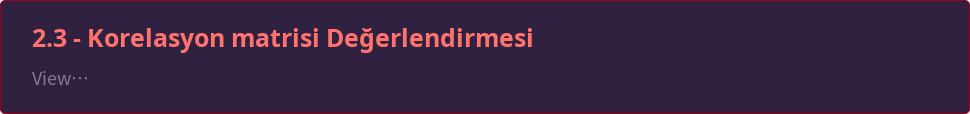 2.3 - Korelasyon matrisi Değerlendirmesi
View···